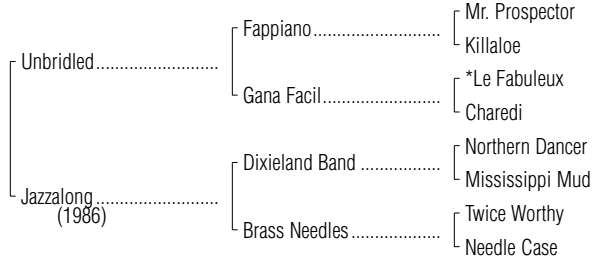 Mr. Prospector
Fappiano
Killaloe
Unbridled
*Le Fabuleux
Gana Facil
Charedi
Northern Dancer
Dixieland Band
Mississippi Mud
Jazzalong
(1986)
Twice Worthy
Brass Needles
Needle Case